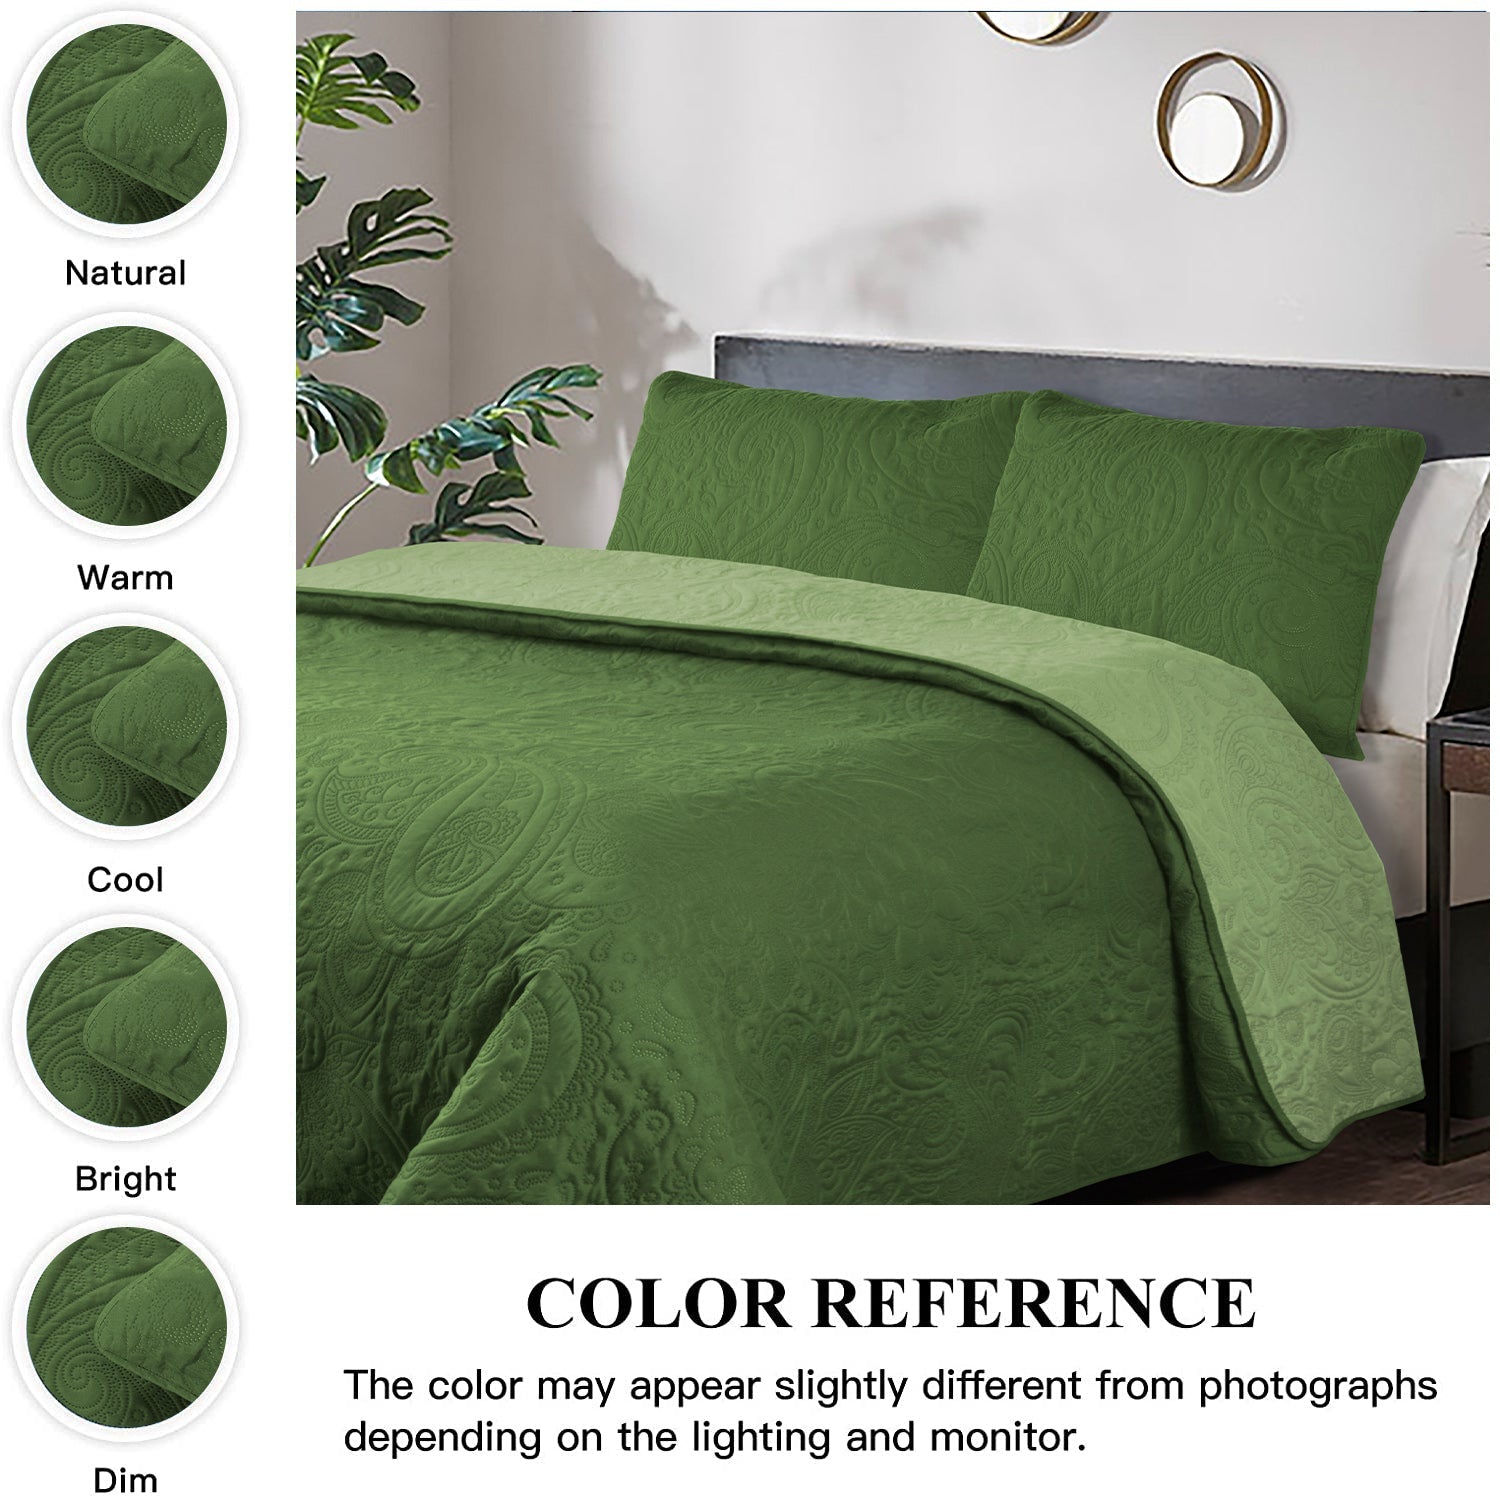 Natural
Warm
Cool
Bright
Dim
COLOR REFERENCE
The color may appear slightly different from photographs
depending on the lighting and monitor.